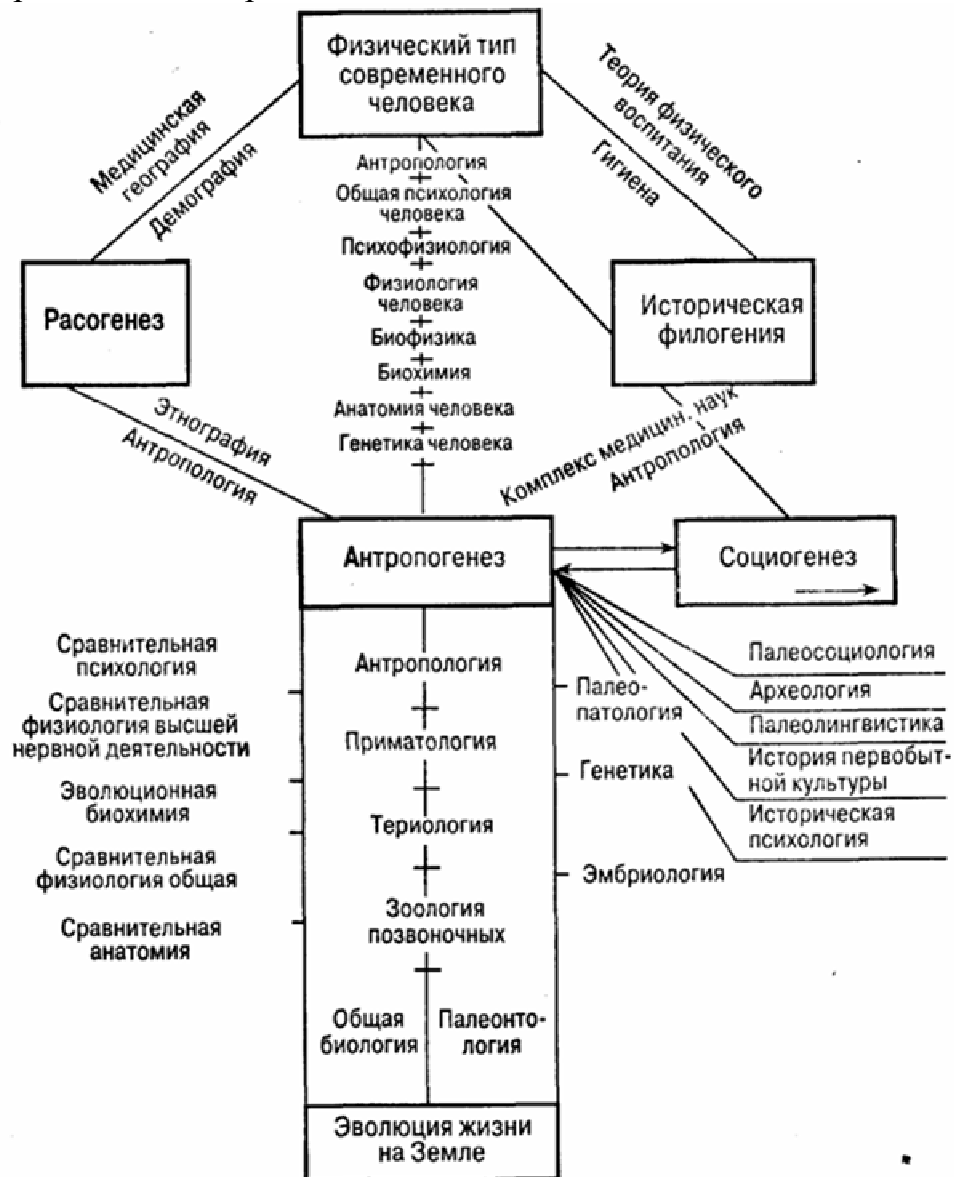 Физический тип
современного
человека
Медицинская
география
Демография
Теория физического
воспитания
Гигиена
Антропология
Общая психология
человека
Психофизиология
Физиология
человека
Биофизика
Биохимия
Анатомия человека
Генетика человека
Расогенез
Историческая
филогения
Этнография
Антропология
Комплекс медицин. наук
Антропология
Антропогенез
Социогенез
Сравнительная
психология
Сравнительная
физиология высшей
нервной деятельности
Эволюционная
биохимия
Сравнительная
физиология общая
Сравнительная
анатомия
Антропология
Приматология
Териология
Зоология
позвоночных
Общая
биология
Палеонто-
логия
Палео-
патология
Генетика
Эмбриология
Палеосоциология
Археология
Палеолингвистика
История первобыт-
ной культуры
Историческая
психология
Эволюция жизни
на Земле